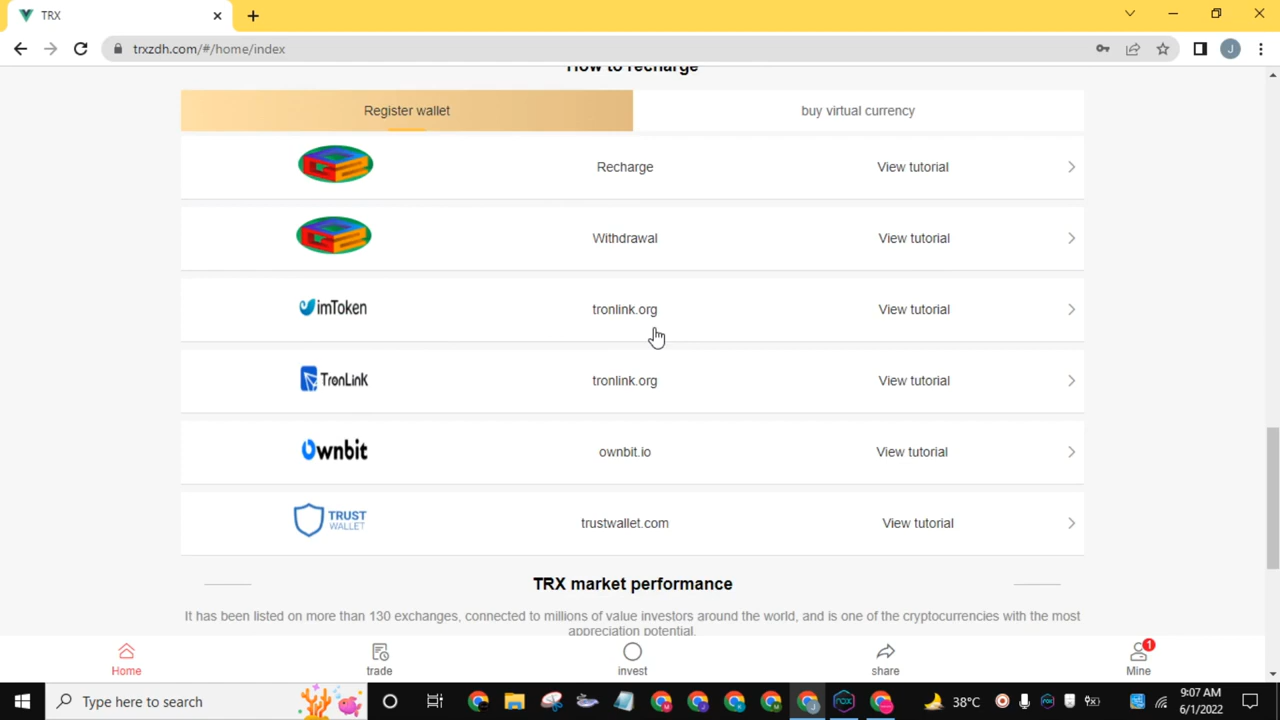 TRX
trxzdh.com/#/home/index
J
How to recharge
Register wallet
buy virtual currency
Recharge
View tutorial
Withdrawal
View tutorial
imToken
tronlink.org
View tutorial
TronLink
tronlink.org
View tutorial
Ownbit
ownbit.io
View tutorial
TRUST
WALLET
trustwallet.com
View tutorial
TRX market performance
It has been listed on more than 130 exchanges, connected to millions of value investors around the world, and is one of the cryptocurrencies with the most
appreciation potential.
Home
trade
invest
share
1
Mine
Type here to search
38°C
9:07 AM
6/1/2022